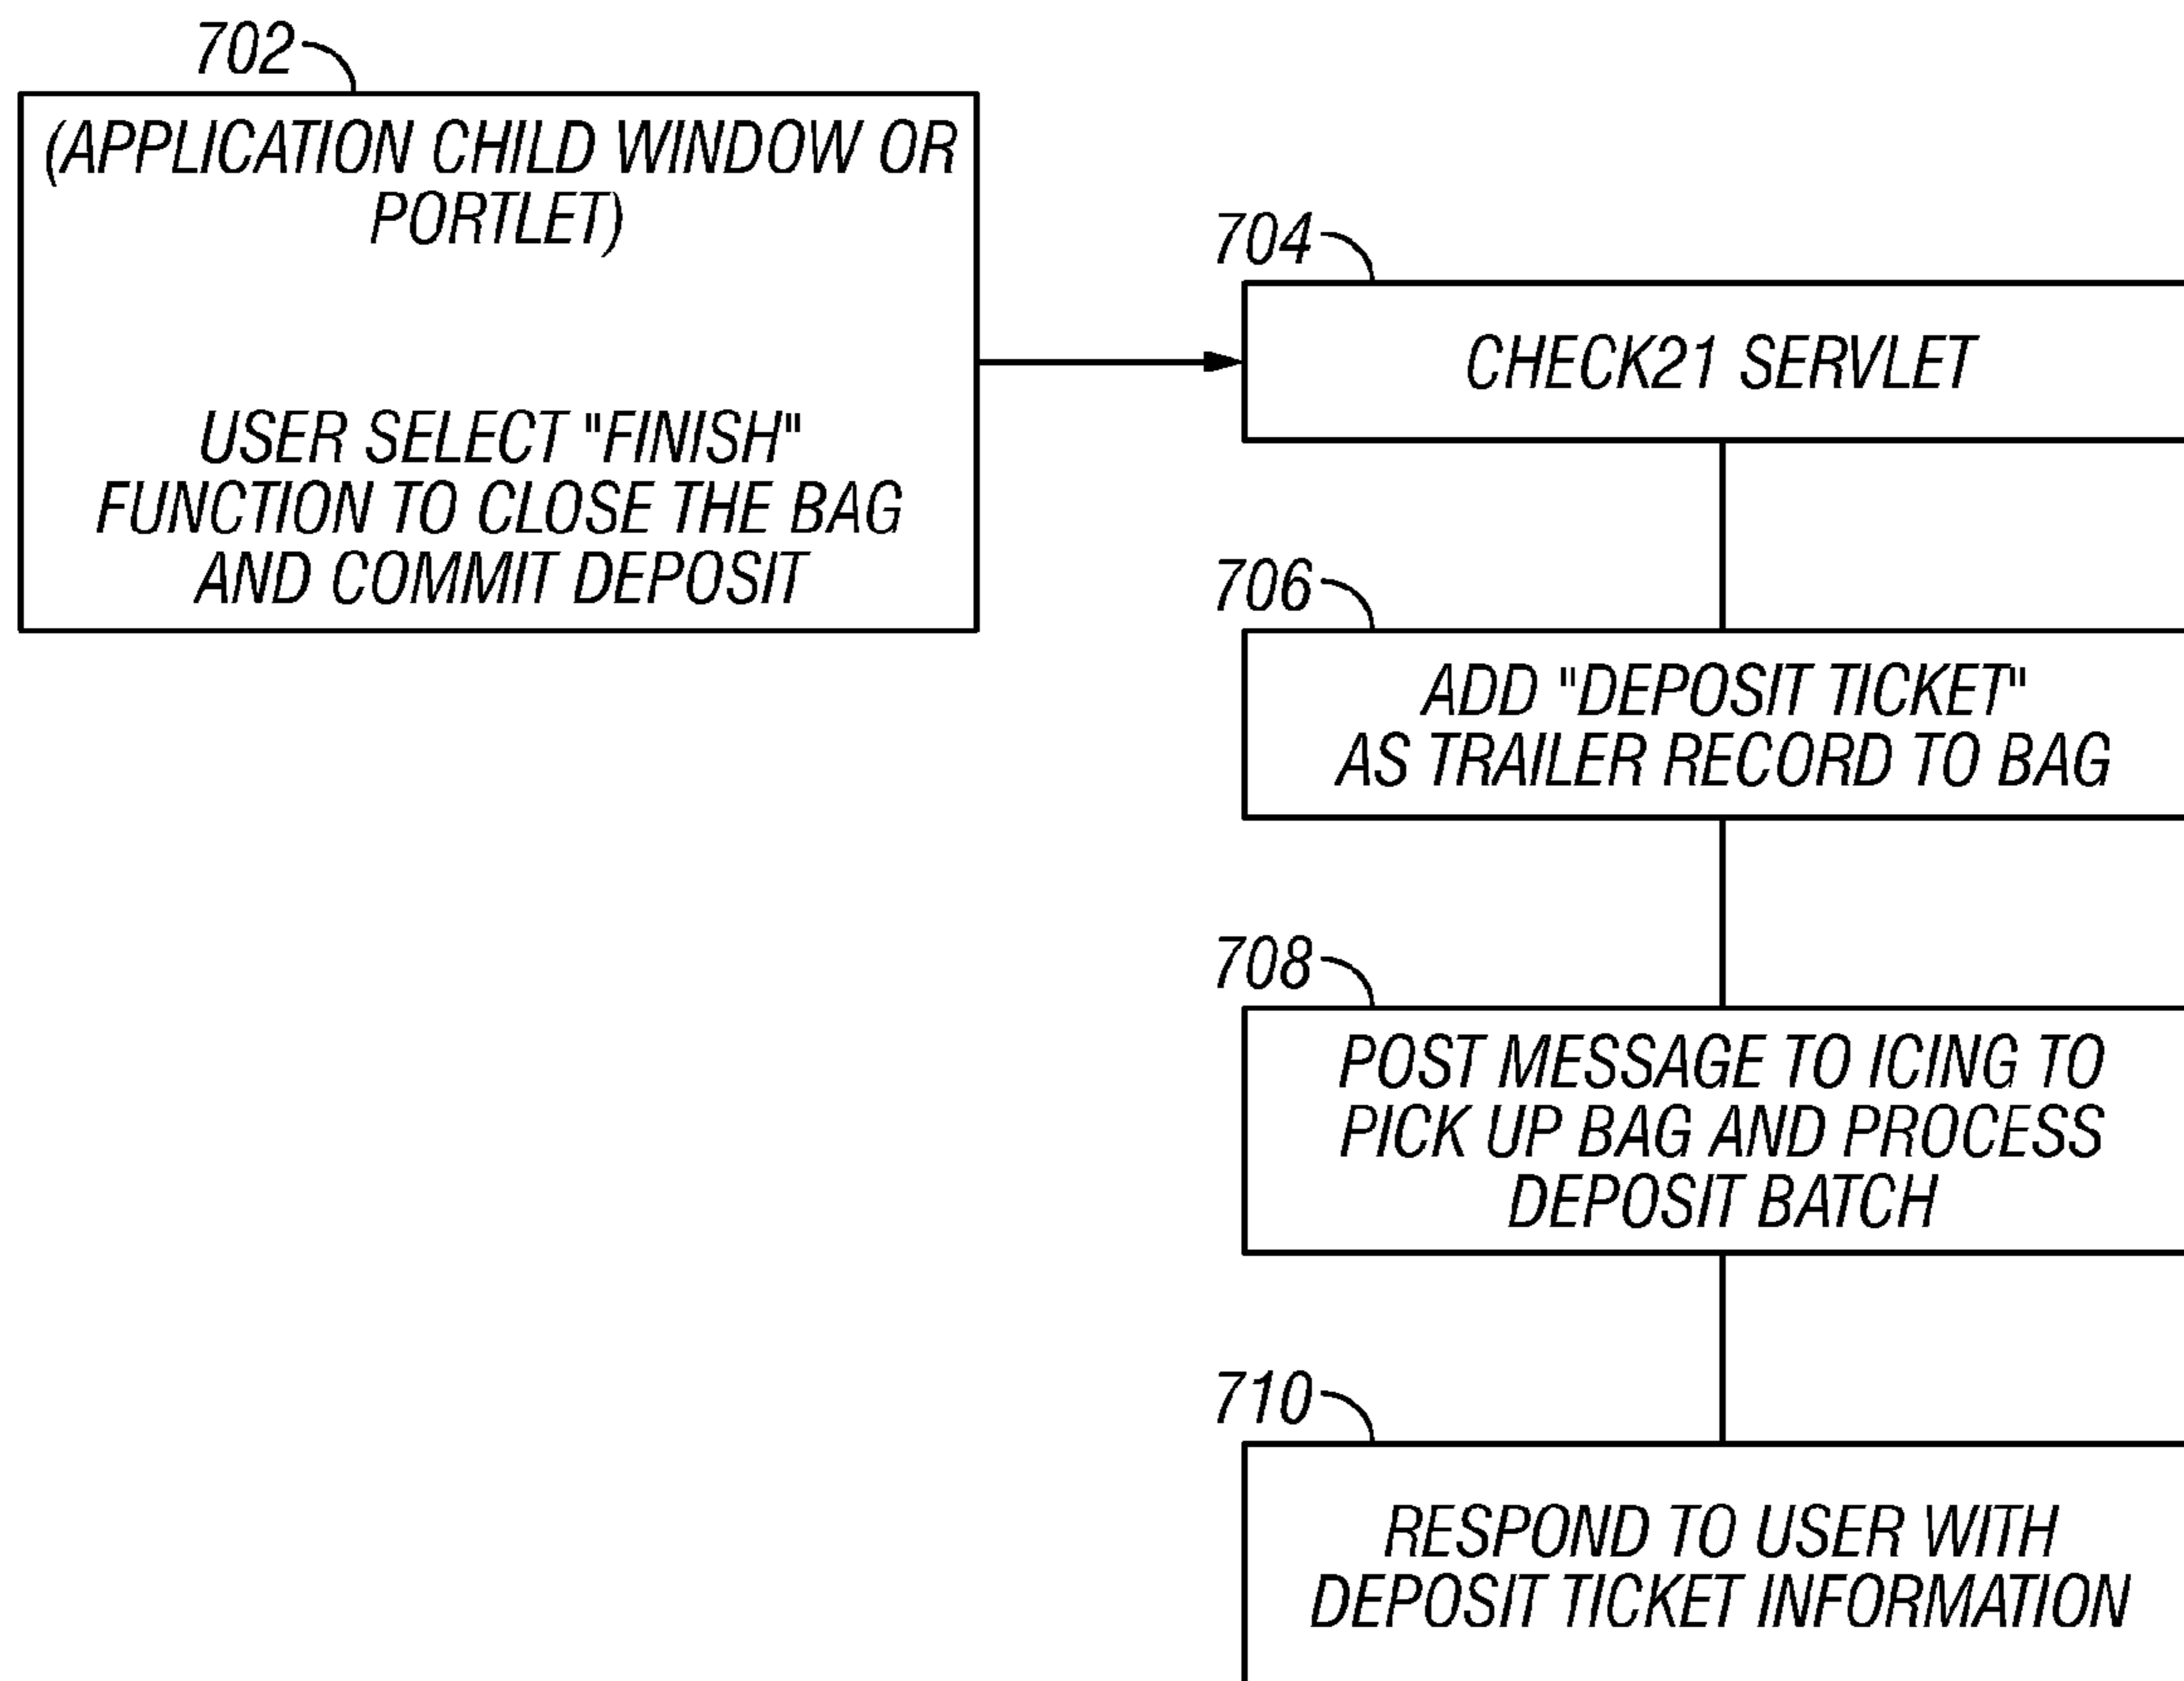 702
(APPLICATION CHILD WINDOW OR
PORTLET)
USER SELECT "FINISH"
FUNCTION TO CLOSE THE BAG
AND COMMIT DEPOSIT
704
CHECK21 SERVLET
706
ADD "DEPOSIT TICKET"
AS TRAILER RECORD TO BAG
708
POST MESSAGE TO ICING TO
PICK UP BAG AND PROCESS
DEPOSIT BATCH
710
RESPOND TO USER WITH
DEPOSIT TICKET INFORMATION